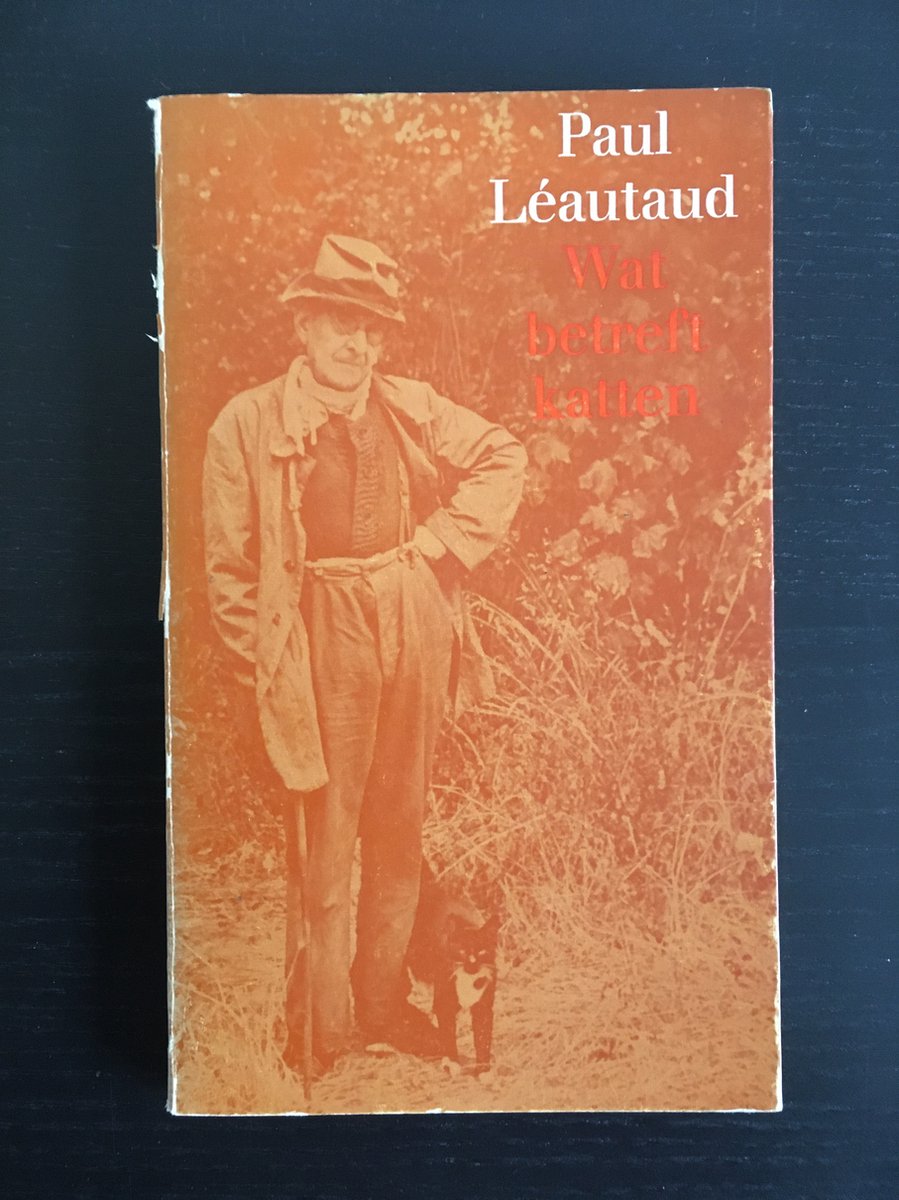 Paul
Léautaud
Wat
betreft
katten